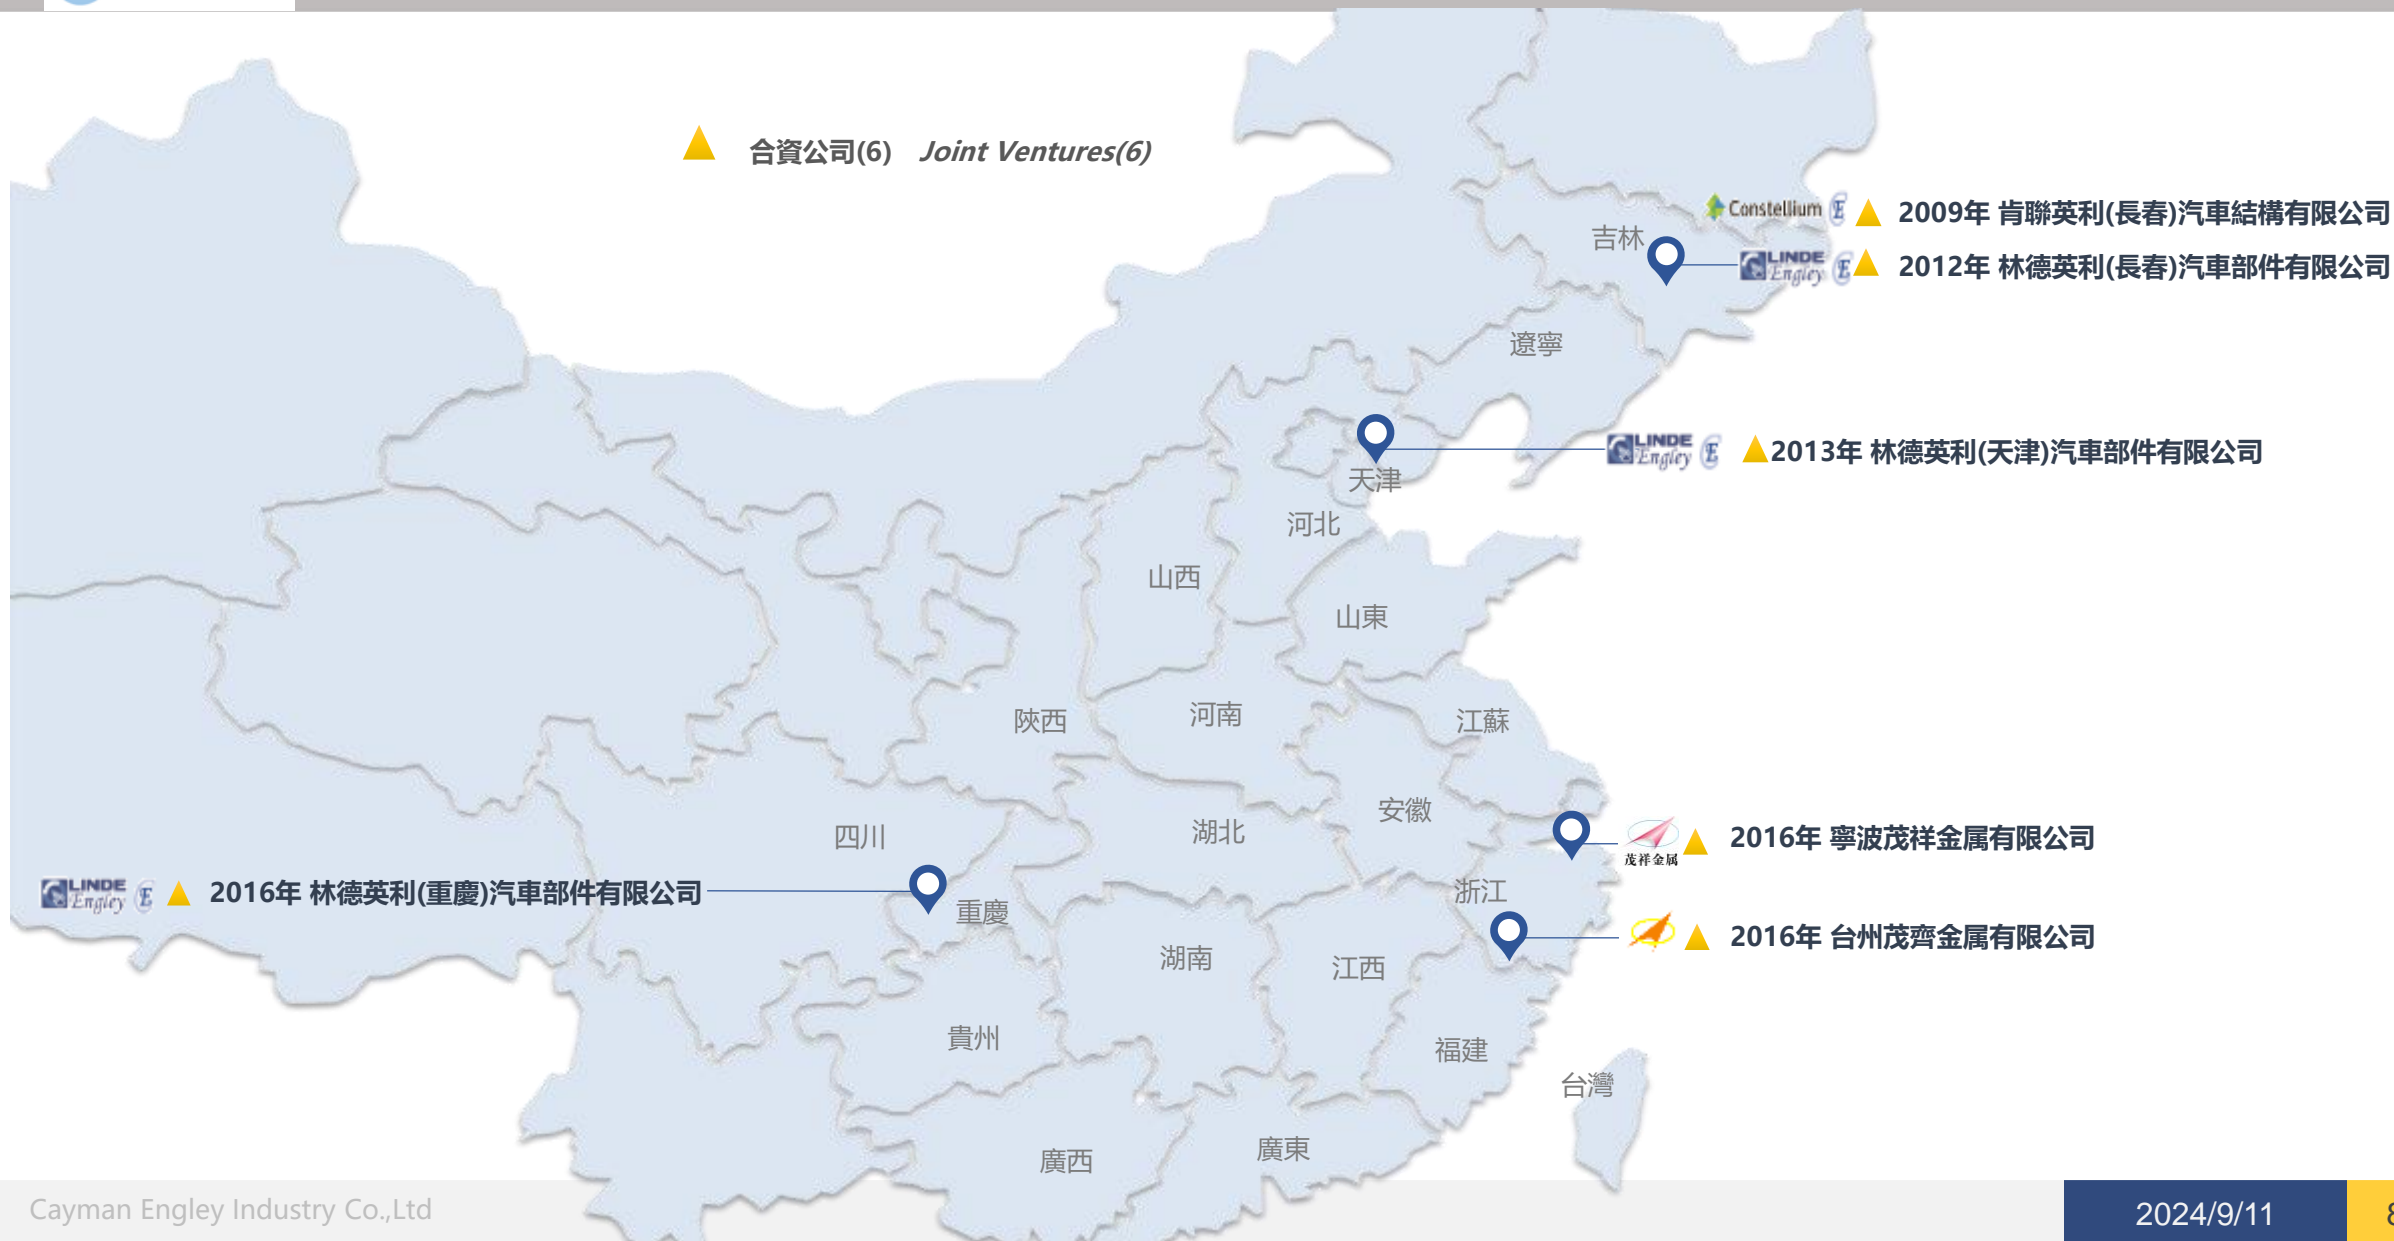 合資公司(6) Joint Ventures(6)
Constellium E 2009年 肯聯英利(長春)汽車結構有限公司
吉林
LINDE Engley E 2012年 林德英利(長春)汽車部件有限公司
遼寧
LINDE Engley E 2013年 林德英利(天津)汽車部件有限公司
天津
河北
山西
山東
陝西
河南
江蘇
安徽
四川
湖北
茂祥金属 2016年 寧波茂祥金属有限公司
LINDE Engley E 2016年 林德英利(重慶)汽車部件有限公司
重慶
浙江
2016年 台州茂齊金属有限公司
湖南
江西
貴州
福建
台灣
廣西
廣東
Cayman Engley Industry Co.,Ltd
2024/9/11